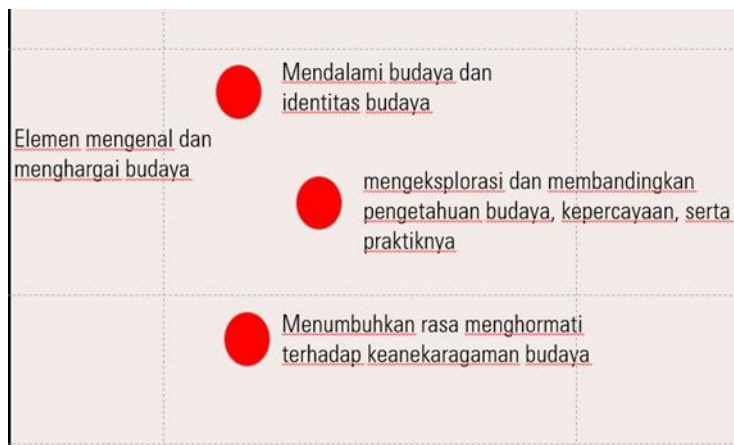 Mendalami budaya dan
identitas budaya
Elemen mengenal dan
menghargai budaya
mengeksplorasi dan membandingkan
pengetahuan budaya, kepercayaan, serta
praktiknya
Menumbuhkan rasa menghormati
terhadap keanekaragaman budaya